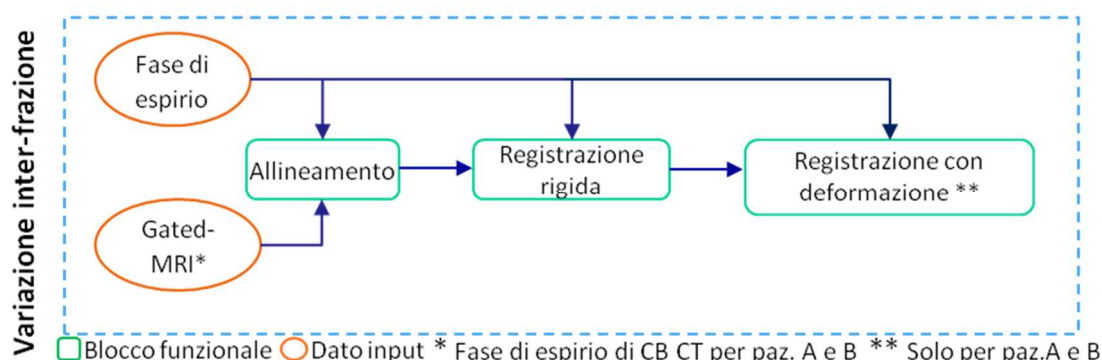 Variazione inter-frazione
Fase di
espirio
Allineamento
Registrazione
rigida
Registrazione con
deformazione **
Gated-
MRI*
Blocco funzionale Dato input * Fase di espirio di CB CT per paz. A e B ** Solo per paz.A e B